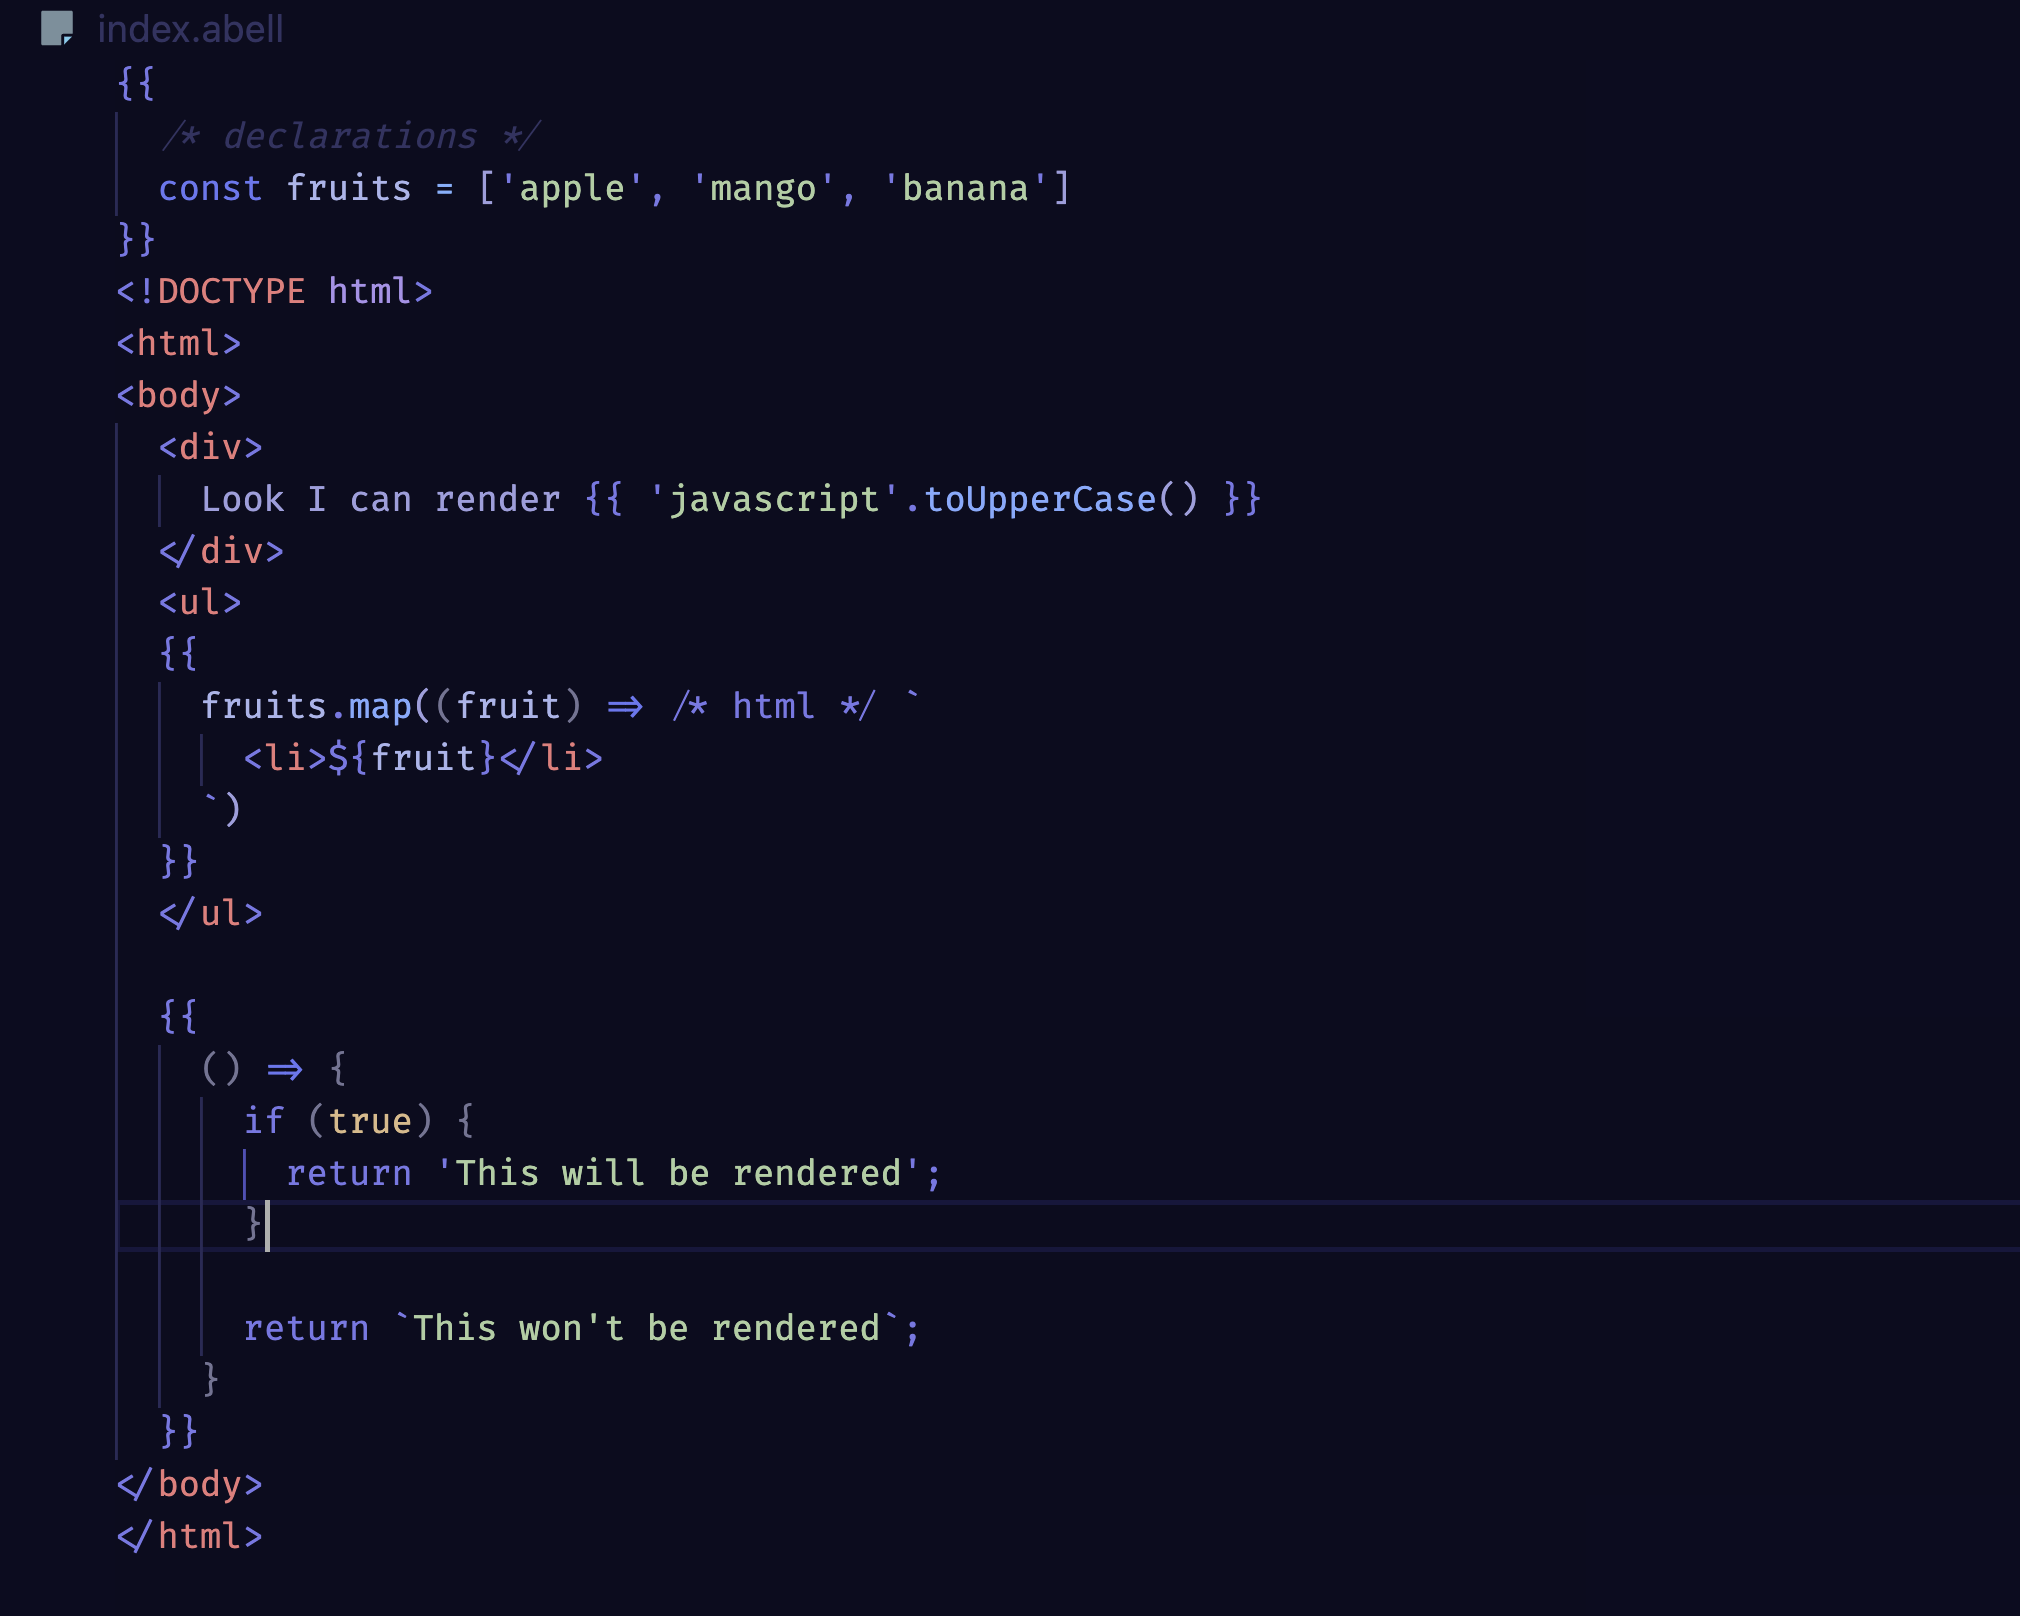 index.abell
{{
  /* declarations */
  const fruits = ['apple', 'mango', 'banana']
}}
<!DOCTYPE html>
<html>
<body>
  <div>
    Look I can render {{ 'javascript'.toUpperCase() }}
  </div>
  <ul>
  {{
    fruits.map((fruit) => /* html */ `
      <li>${fruit}</li>
    `)
  }}
  </ul>

  {{
    () => {
      if (true) {
        return 'This will be rendered';
      }

      return `This won't be rendered`;
    }
  }}
</body>
</html>